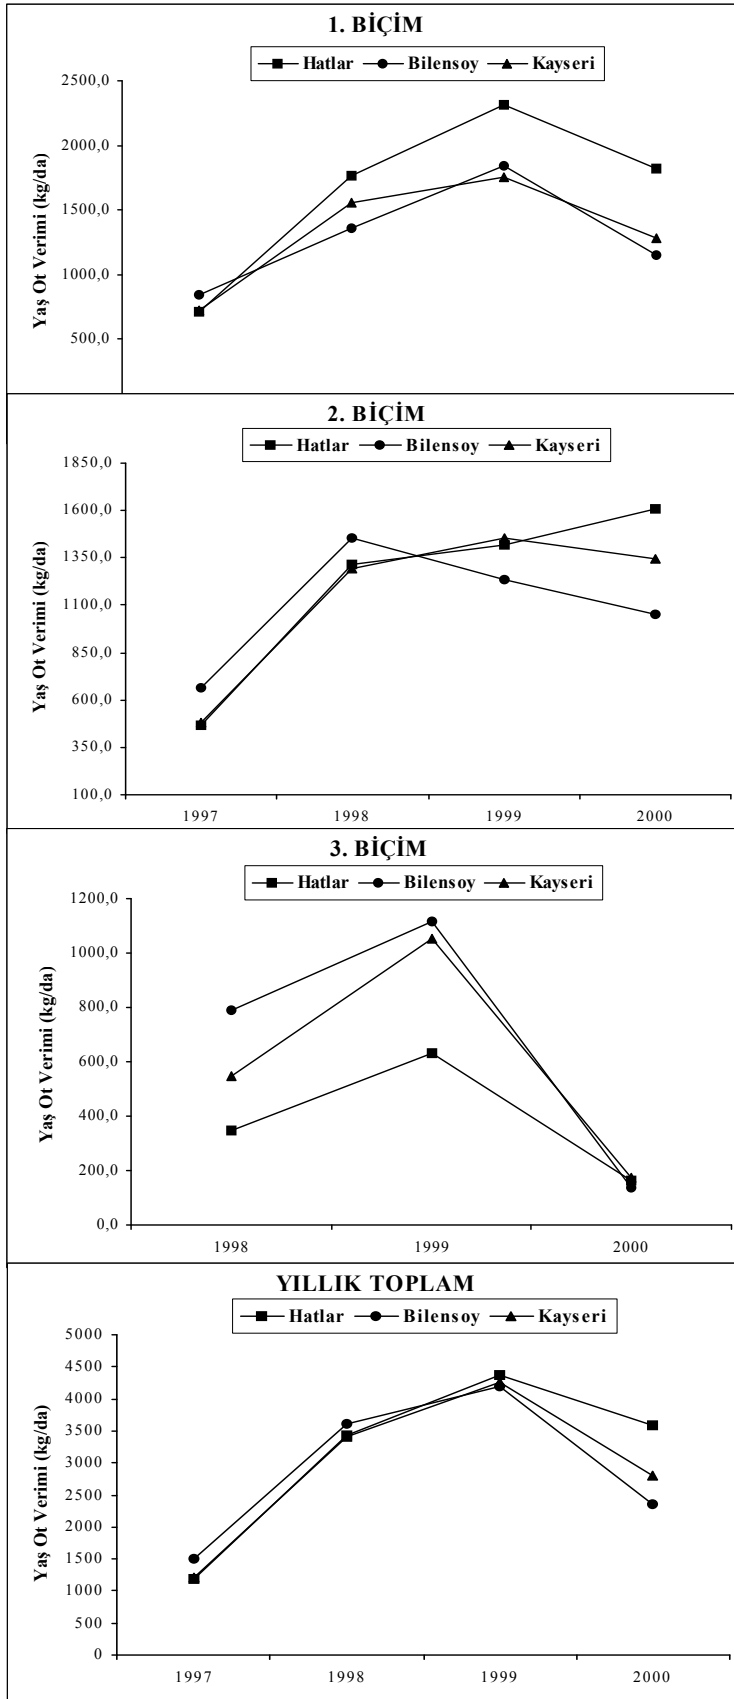 1. BİÇİM
Hatlar Bilensoy Kayseri
Yaş Ot Verimi (kg/da)
2500,0
2000,0
1500,0
1000,0
500,0
2. BİÇİM
Hatlar Bilensoy Kayseri
Yaş Ot Verimi (kg/da)
1850,0
1600,0
1350,0
1100,0
850,0
600,0
350,0
100,0
1997 1998 1999 2000
3. BİÇİM
Hatlar Bilensoy Kayseri
Yaş Ot Verimi (kg/da)
1200,0
1000,0
800,0
600,0
400,0
200,0
0,0
1998 1999 2000
YILLIK TOPLAM
Hatlar Bilensoy Kayseri
Yaş Ot Verimi (kg/da)
5000
4500
4000
3500
3000
2500
2000
1500
1000
500
0
1997 1998 1999 2000